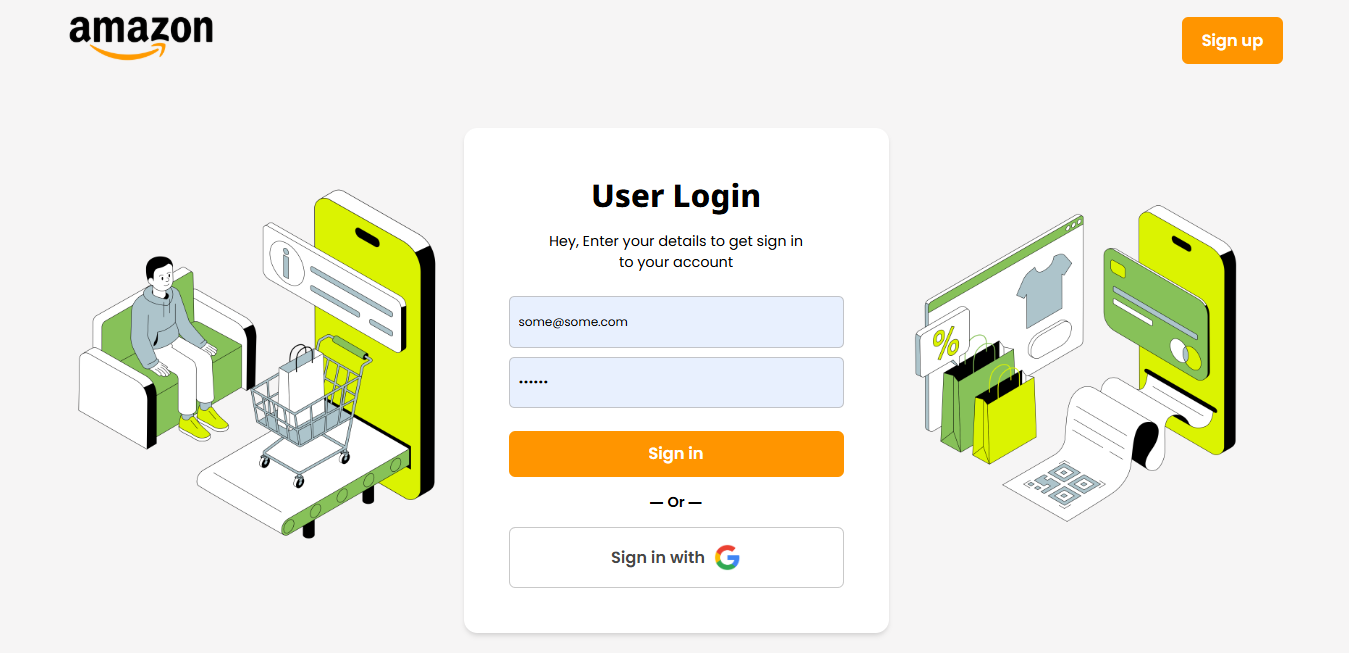 amazon
Sign up
User Login
Hey, Enter your details to get sign in
to your account
some@some.com
••••••
Sign in
— Or —
Sign in with G
%